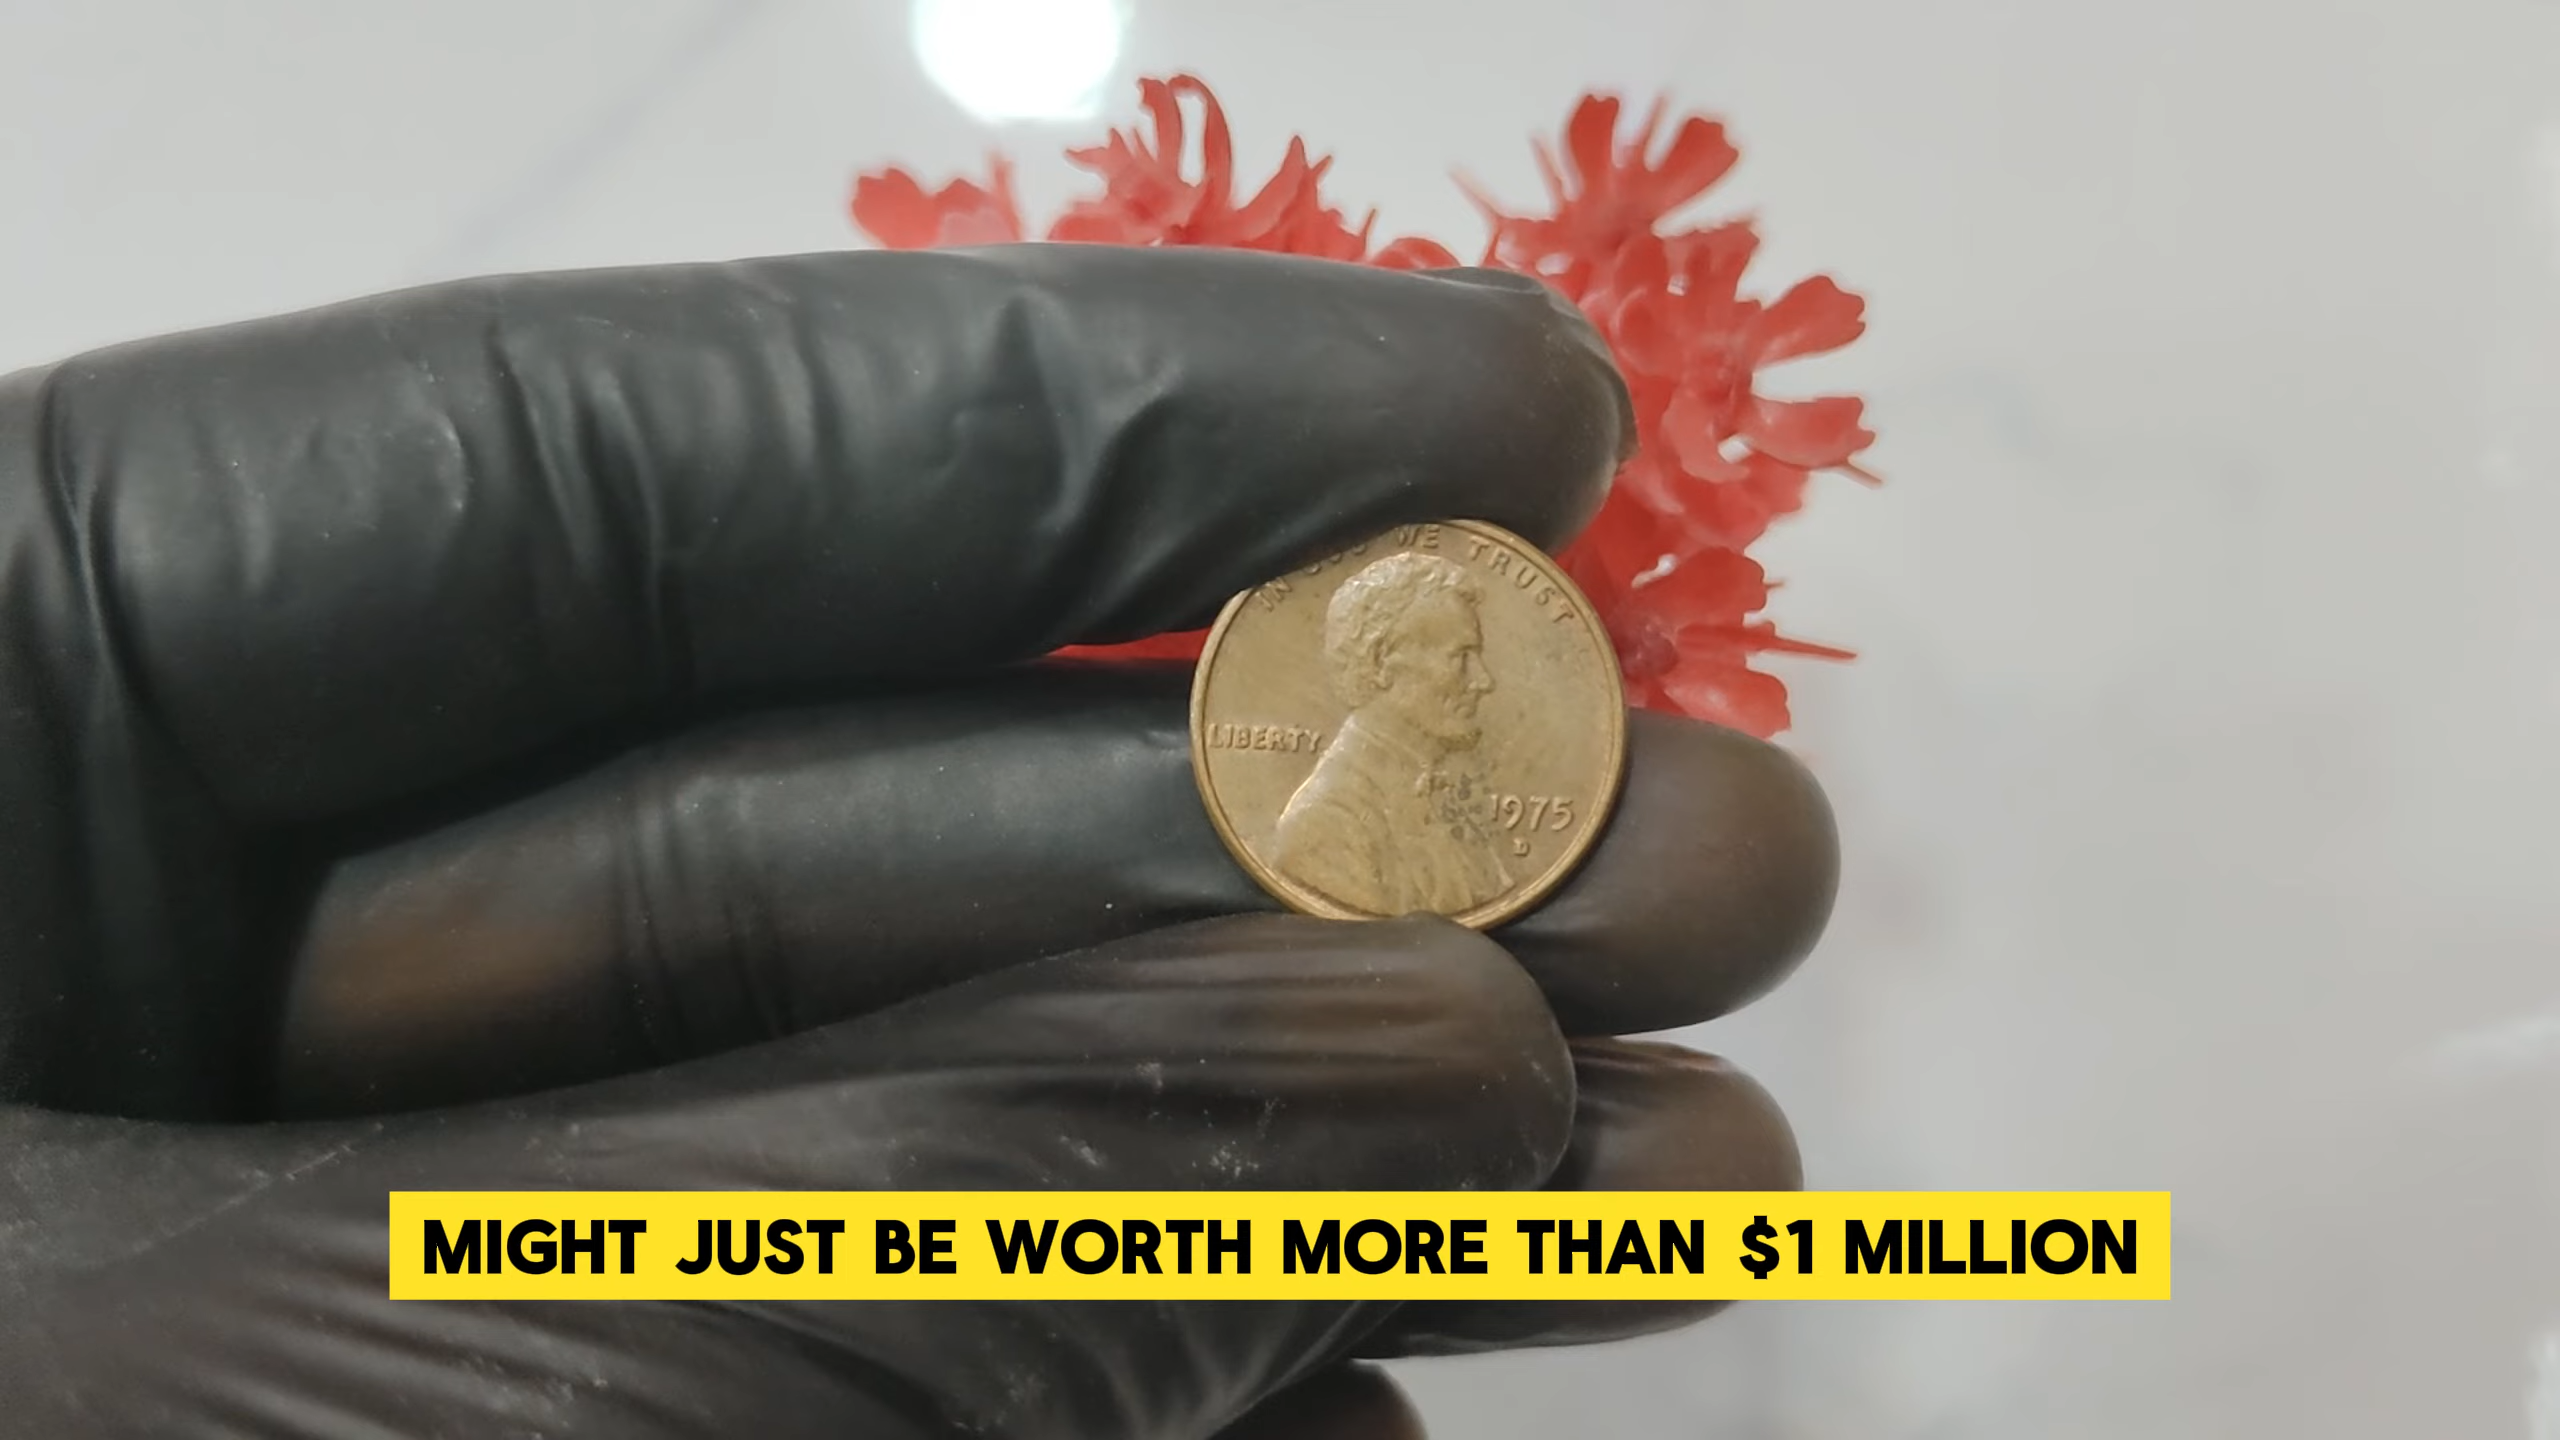 IN GOD WE TRUST
LIBERTY
1975
D
MIGHT JUST BE WORTH MORE THAN $1 MILLION